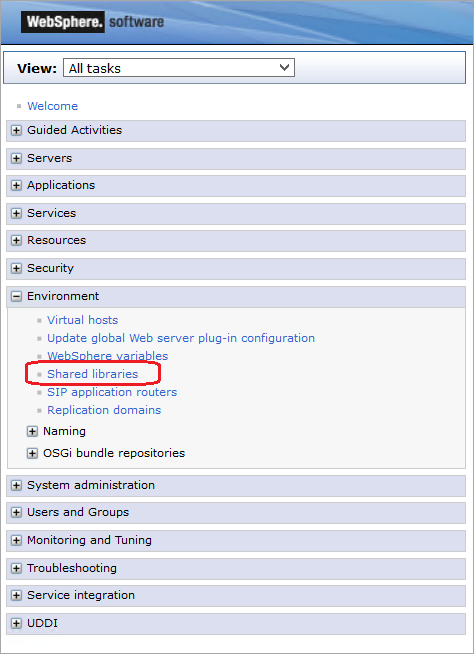 WebSphere. software
View: All tasks
Welcome
Guided Activities
Servers
Applications
Services
Resources
Security
Environment
Virtual hosts
Update global Web server plug-in configuration
WebSphere variables
Shared libraries
SIP application routers
Replication domains
Naming
OSGi bundle repositories
System administration
Users and Groups
Monitoring and Tuning
Troubleshooting
Service integration
UDDI